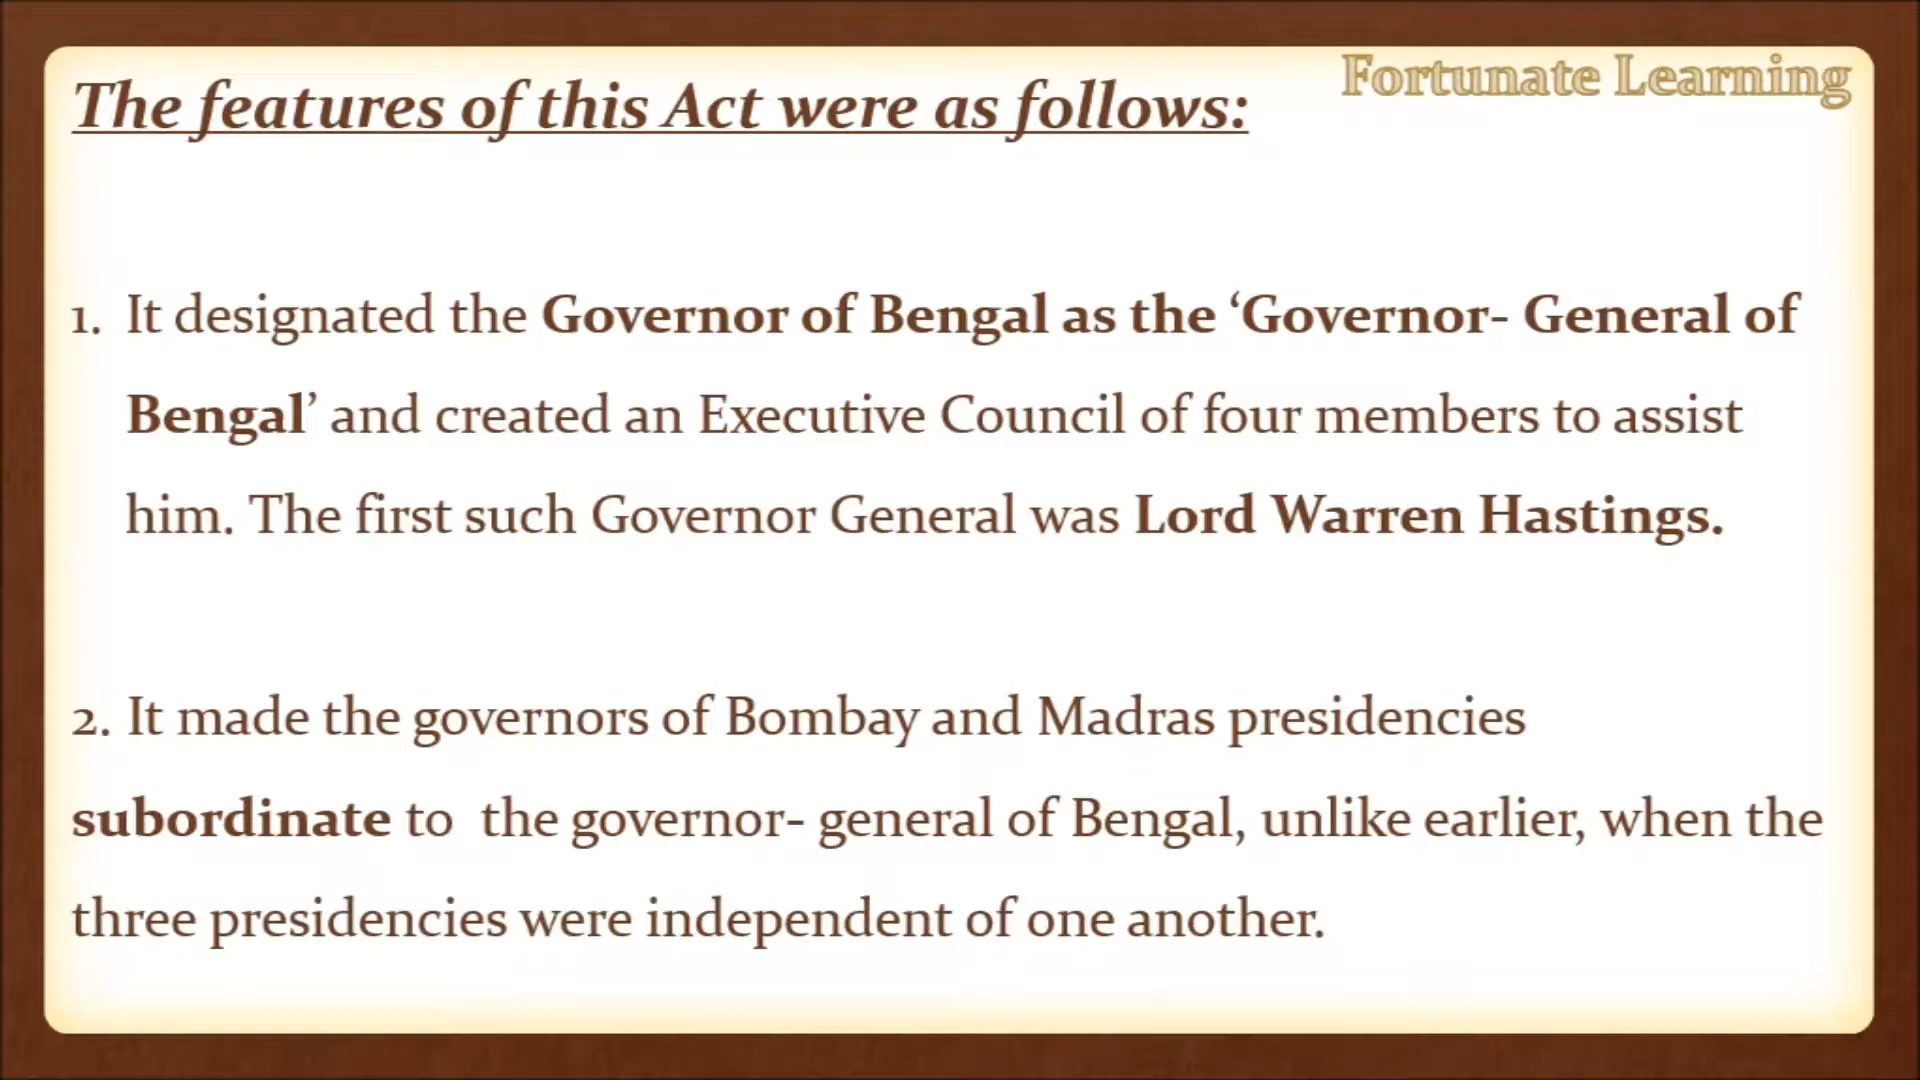 Fortunate Learning
The features of this Act were as follows:
1. It designated the Governor of Bengal as the ‘Governor- General of
Bengal’ and created an Executive Council of four members to assist
him. The first such Governor General was Lord Warren Hastings.
2. It made the governors of Bombay and Madras presidencies
subordinate to the governor- general of Bengal, unlike earlier, when the
three presidencies were independent of one another.